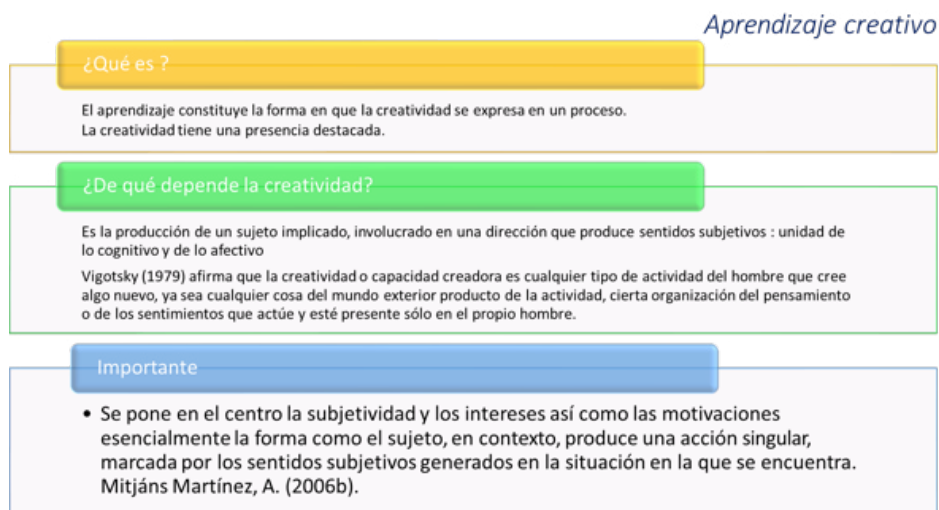 Aprendizaje creativo
¿Qué es ?
El aprendizaje constituye la forma en que la creatividad se expresa en un proceso.
La creatividad tiene una presencia destacada.
¿De qué depende la creatividad?
Es la producción de un sujeto implicado, involucrado en una dirección que produce sentidos subjetivos : unidad de
lo cognitivo y de lo afectivo
Vigotsky (1979) afirma que la creatividad o capacidad creadora es cualquier tipo de actividad del hombre que cree
algo nuevo, ya sea cualquier cosa del mundo exterior producto de la actividad, cierta organización del pensamiento
o de los sentimientos que actúe y esté presente sólo en el propio hombre.
Importante
• Se pone en el centro la subjetividad y los intereses así como las motivaciones
esencialmente la forma como el sujeto, en contexto, produce una acción singular,
marcada por los sentidos subjetivos generados en la situación en la que se encuentra.
Mitjáns Martínez, A. (2006b).